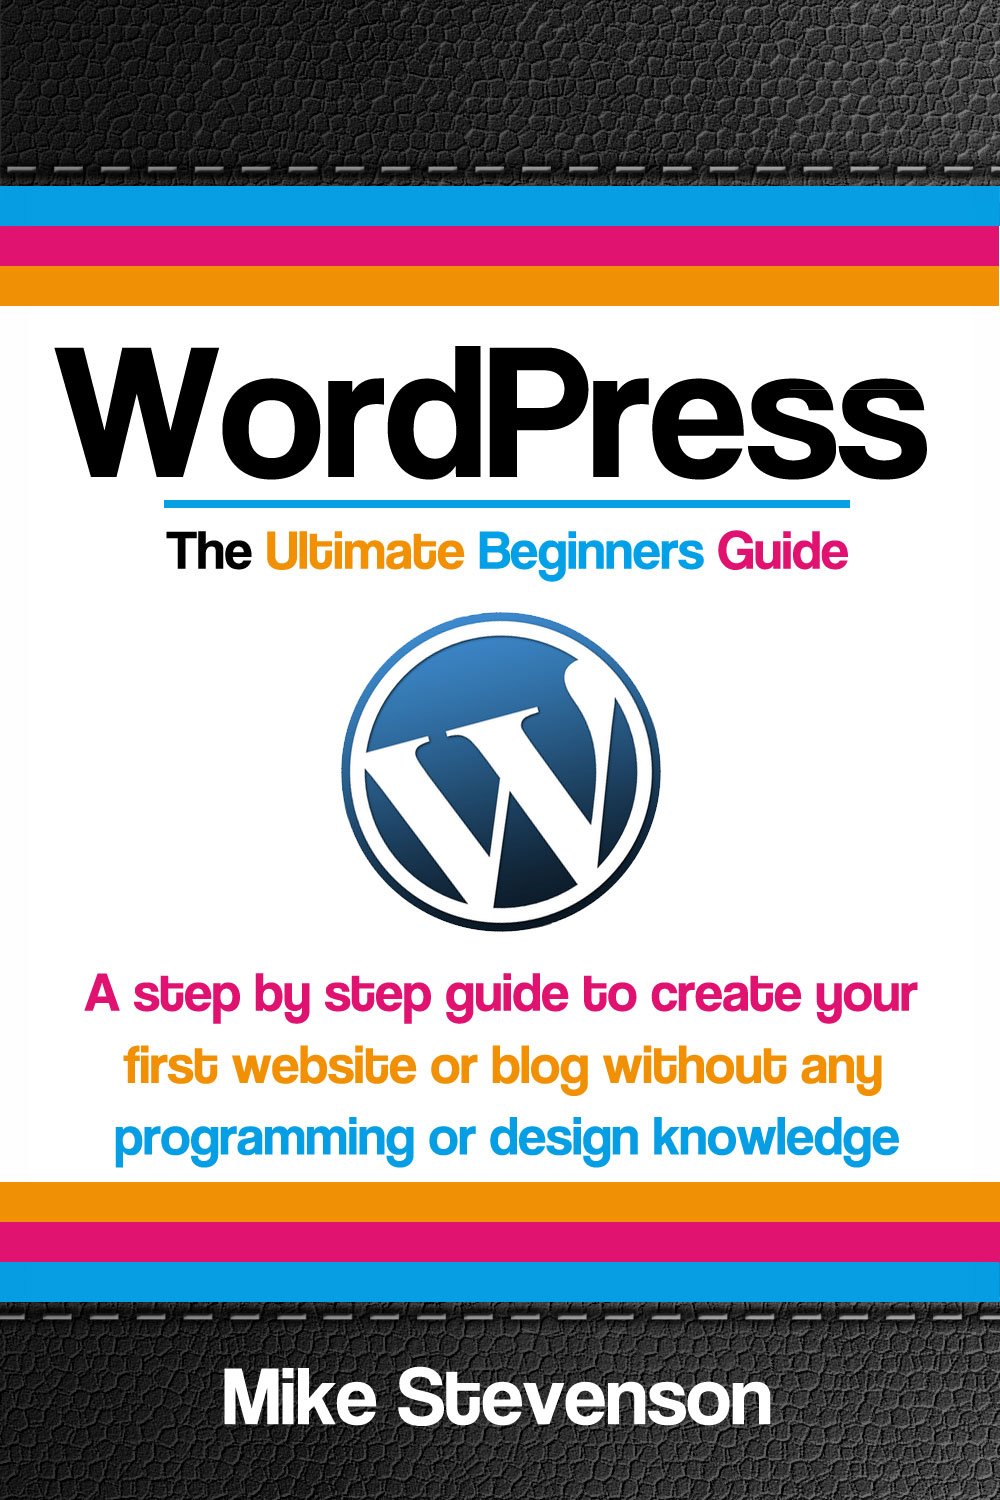 WordPress
The Ultimate Beginners Guide
W
A step by step guide to create your
first website or blog without any
programming or design knowledge
Mike Stevenson